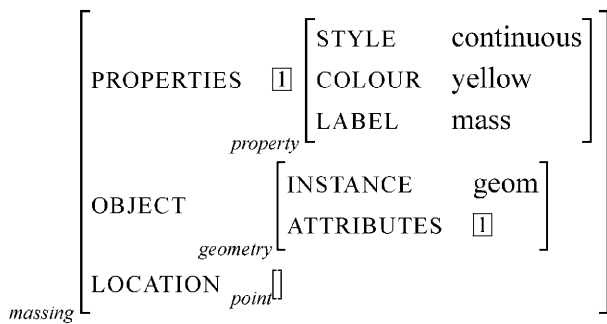 STYLE continuous
PROPERTIES 1 COLOUR yellow
LABEL mass
property
INSTANCE geom
OBJECT
ATTRIBUTES 1
geometry
LOCATION point []
massing